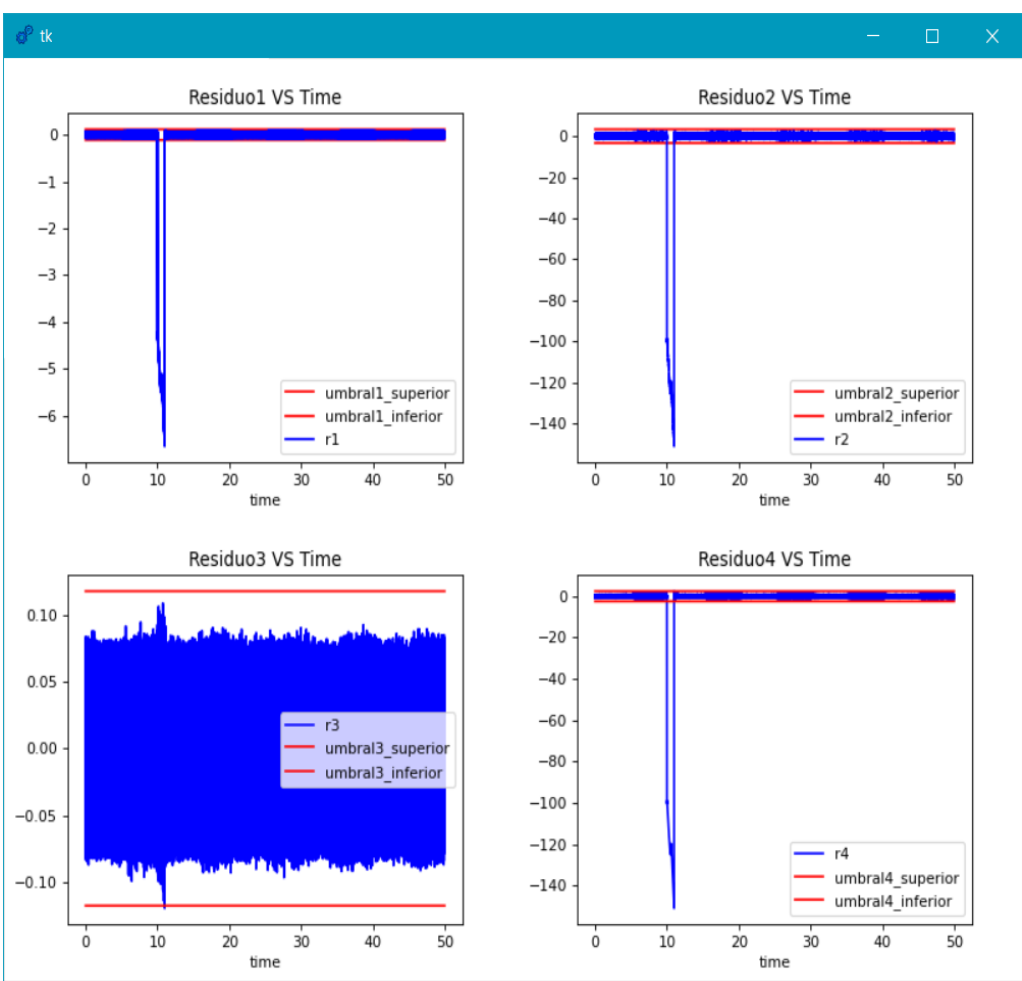 tk
Residuo1 VS Time
0
−1
−2
−3
−4
−5
−6
umbral1_superior
umbral1_inferior
r1
0 10 20 30 40 50
time
Residuo2 VS Time
0
−20
−40
−60
−80
−100
−120
−140
umbral2_superior
umbral2_inferior
r2
0 10 20 30 40 50
time
Residuo3 VS Time
0.10
0.05
0.00
−0.05
−0.10
r3
umbral3_superior
umbral3_inferior
0 10 20 30 40 50
time
Residuo4 VS Time
0
−20
−40
−60
−80
−100
−120
−140
r4
umbral4_superior
umbral4_inferior
0 10 20 30 40 50
time